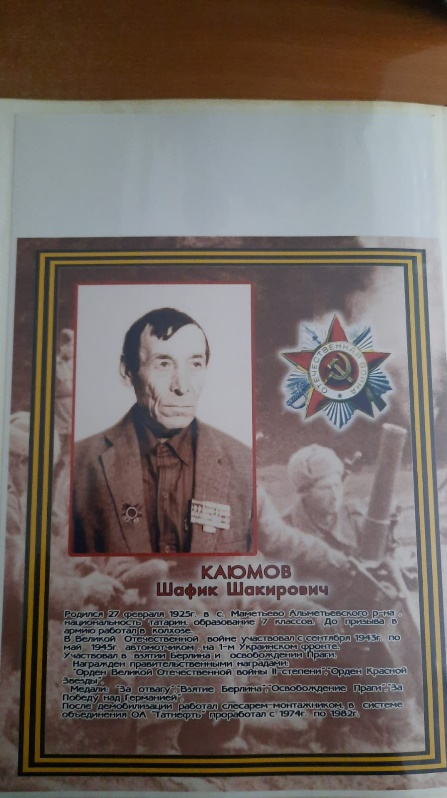 ОТЕЧЕСТВЕННАЯ ВОЙНА
КАЮМОВ
Шафик Шакирович
Родился 27 февраля 1925г. в с. Маметьево Альметьевского р-на ,
национальность татарин, образование 7 классов. До призыва в
армию работал в колхозе.
В Великой Отечественной войне участвовал с сентября 1943г. по
май 1945г. автоматчиком на 1-м Украинском фронте.
Участвовал в взятии Берлина и освобождении Праги.
Награжден правительственными наградами:
"Орден Великой Отечественной войны II степени","Орден Красной
Звезды",
Медали: "За отвагу","Взятие Берлина","Освобождение Праги","За
Победу над Германией".
После демобилизации работал слесарем-монтажником, в системе
объединения ОА "Татнефть" проработал с 1974г. по 1982г.